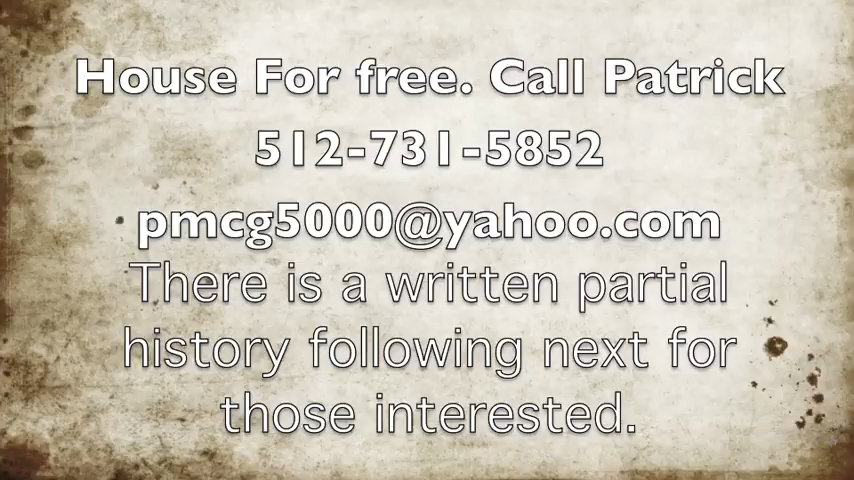 House For free. Call Patrick
512-731-5852
pmcg5000@yahoo.com
There is a written partial
history following next for
those interested.